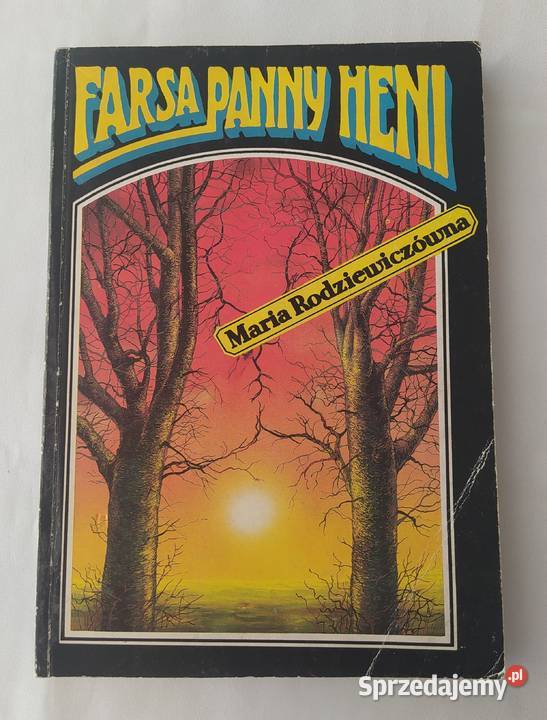 FARSA PANNY HENI
Maria Rodziewiczówna
Sprzedajemy.pl